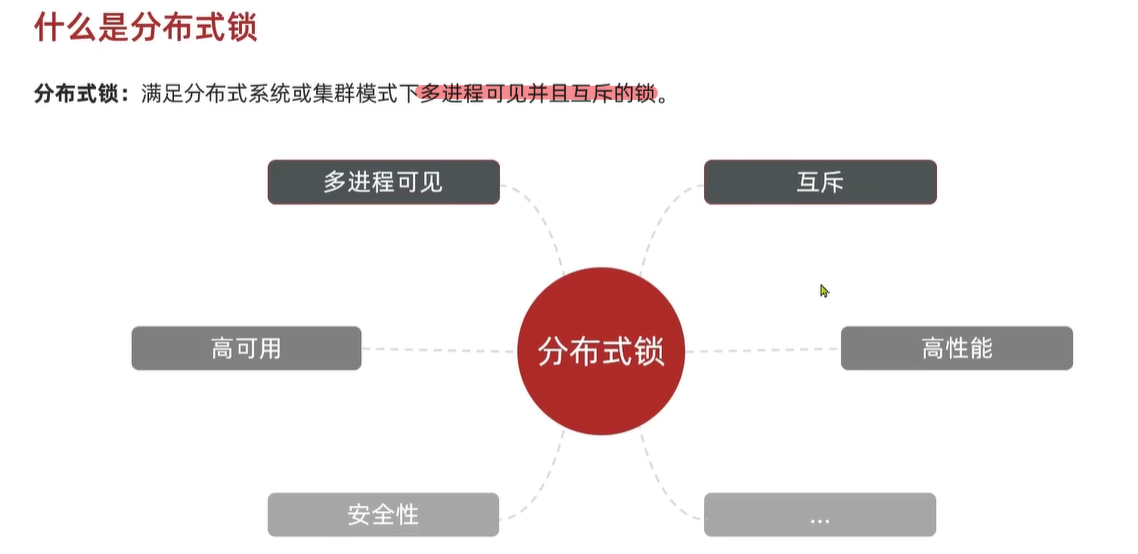 什么是分布式锁
分布式锁：满足分布式系统或集群模式下多进程可见并且互斥的锁。
多进程可见
互斥
高可用
分布式锁
高性能
安全性
...